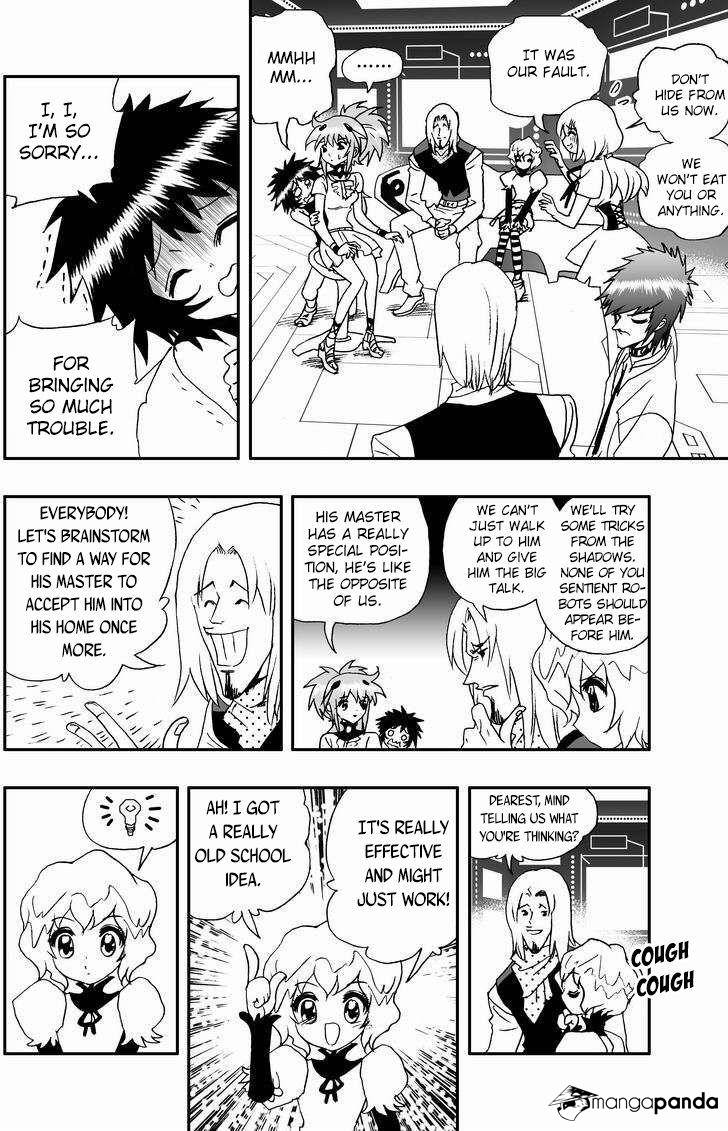 I, I,
I'M SO
SORRY...
FOR
BRINGING
SO MUCH
TROUBLE.
MMHH
MM...
......
IT WAS
OUR FAULT.
DON'T
HIDE FROM
US NOW.
WE
WON'T EAT
YOU OR
ANYTHING.
EVERYBODY!
LET'S BRAINSTORM
TO FIND A WAY FOR
HIS MASTER TO
ACCEPT HIM INTO
HIS HOME ONCE
MORE.
HIS MASTER
HAS A REALLY
SPECIAL POSI-
TION, HE'S LIKE
THE OPPOSITE
OF US.
WE CAN'T
JUST WALK
UP TO HIM
AND GIVE
HIM THE BIG
TALK.
WE'LL TRY
SOME TRICKS
FROM THE
SHADOWS.
NONE OF YOU
SENTIENT RO-
BOTS SHOULD
APPEAR BE-
FORE HIM.
AH! I GOT
A REALLY
OLD SCHOOL
IDEA.
IT'S REALLY
EFFECTIVE
AND MIGHT
JUST WORK!
DEAREST, MIND
TELLING US WHAT
YOU'RE THINKING?
COUGH
COUGH
mangapanda